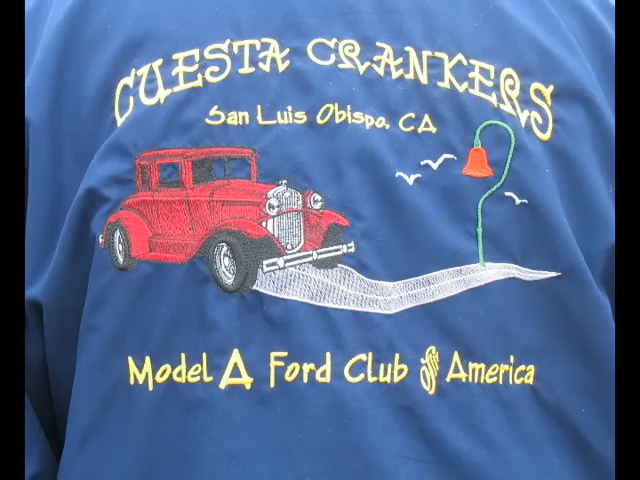 CUESTA CRANKERS
San Luis Obispo, CA
Model A Ford Club of America